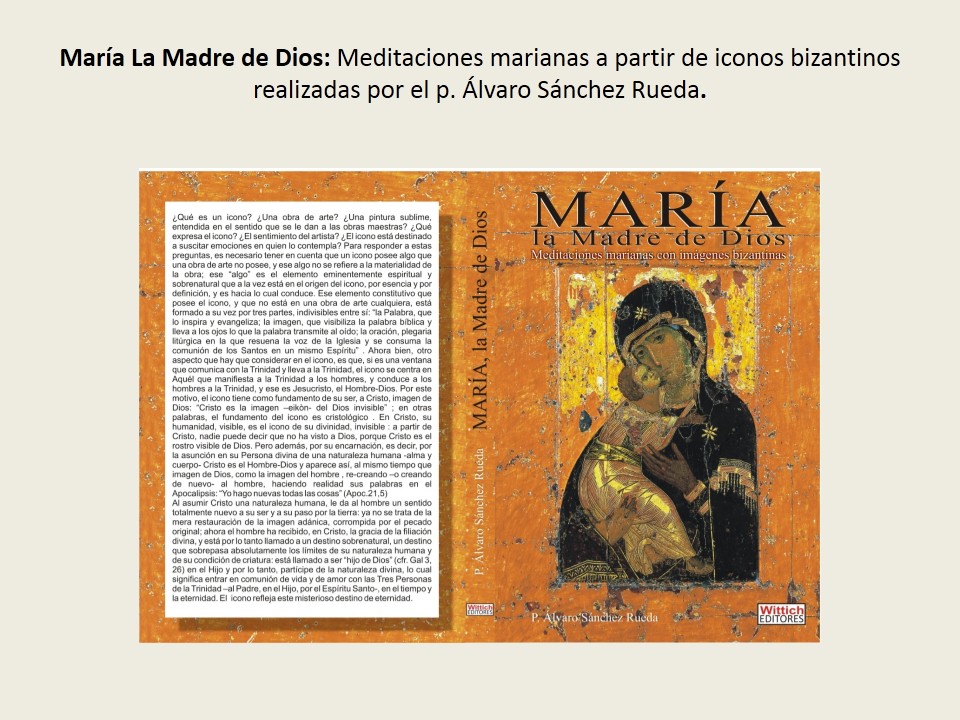 María La Madre de Dios: Meditaciones marianas a partir de iconos bizantinos
realizadas por el p. Álvaro Sánchez Rueda.
¿Qué es un icono? ¿Una obra de arte? ¿Una pintura sublime,
entendida en el sentido que se le dan a las obras maestras? ¿Qué
expresa el icono? ¿El sentimiento del artista? ¿El icono está destinado
a suscitar emociones en quien lo contempla? Para responder a estas
preguntas, es necesario tener en cuenta que un icono posee algo que
una obra de arte no posee, y ese algo no se refiere a la materialidad de
la obra; ese “algo” es el elemento eminentemente espiritual y
sobrenatural que a la vez está en el origen del icono, por esencia y por
definición, y es hacia lo cual conduce. Ese elemento constitutivo que
posee el icono, y que no está en una obra de arte cualquiera, está
formado a su vez por tres partes, indivisibles entre sí: “la Palabra, que
lo inspira y evangeliza; la imagen, que visibiliza la palabra bíblica y
lleva a los ojos lo que la palabra transmite al oído; la oración, plegaria
litúrgica en la que resuena la voz de la Iglesia y se consuma la
comunión de los Santos en un mismo Espíritu” . Ahora bien, otro
aspecto que hay que considerar en el icono, es que, si es una ventana
que comunica con la Trinidad y lleva a la Trinidad, el icono se centra en
Aquél que manifiesta a la Trinidad a los hombres, y conduce a los
hombres a la Trinidad, y ese es Jesucristo, el Hombre-Dios. Por este
motivo, el icono tiene como fundamento de su ser, a Cristo, imagen de
Dios: “Cristo es la imagen –eikòn- del Dios invisible” ; en otras
palabras, el fundamento del icono es cristológico . En Cristo, su
humanidad, visible, es el icono de su divinidad, invisible : a partir de
Cristo, nadie puede decir que no ha visto a Dios, porque Cristo es el
rostro visible de Dios. Pero además, por su encarnación, es decir, por
la asunción en su Persona divina de una naturaleza humana -alma y
cuerpo- Cristo es el Hombre-Dios y aparece así, al mismo tiempo que
imagen de Dios, como la imagen del hombre , re-creando –o creando
de nuevo- al hombre, haciendo realidad sus palabras en el
Apocalipsis: “Yo hago nuevas todas las cosas” (Apoc.21,5)
Al asumir Cristo una naturaleza humana, le da al hombre un sentido
totalmente nuevo a su ser y a su paso por la tierra: ya no se trata de la
mera restauración de la imagen adánica, corrompida por el pecado
original; ahora el hombre ha recibido, en Cristo, la gracia de la filiación
divina, y está por lo tanto llamado a un destino sobrenatural, un destino
que sobrepasa absolutamente los límites de su naturaleza humana y
de su condición de criatura: está llamado a ser “hijo de Dios” (cfr. Gal 3,
26) en el Hijo y por lo tanto, partícipe de la naturaleza divina, lo cual
significa entrar en comunión de vida y de amor con las Tres Personas
de la Trinidad –al Padre, en el Hijo, por el Espíritu Santo-, en el tiempo y
la eternidad. El icono refleja este misterioso destino de eternidad.
MARÍA, la Madre de Dios
P. Álvaro Sánchez Rueda
Wittich
EDITORES
MARÍA
la Madre de Dios
Meditaciones marianas con imágenes bizantinas
P. Álvaro Sánchez Rueda
Wittich
EDITORES